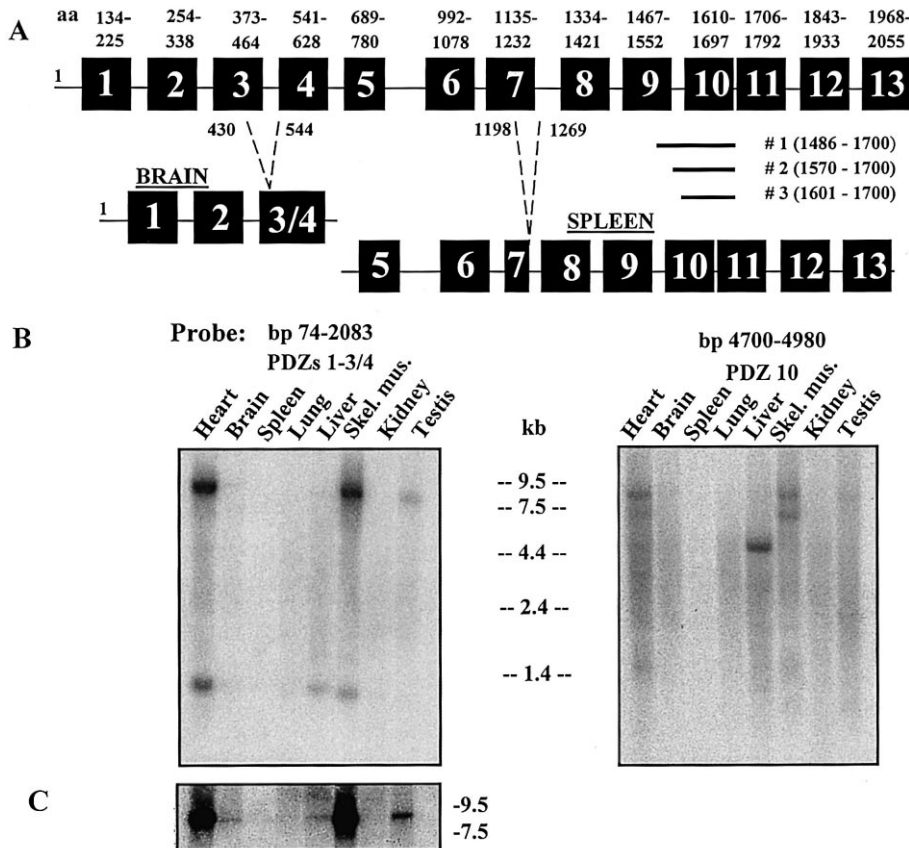 A
aa 134- 254- 373- 541- 689- 992- 1135- 1334- 1467- 1610- 1706- 1843- 1968-
225 338 464 628 780 1078 1232 1421 1552 1697 1792 1933 2055
1 1 2 3 4 5 6 7 8 9 10 11 12 13
430 544 1198 1269
# 1 (1486 - 1700)
# 2 (1570 - 1700)
# 3 (1601 - 1700)
BRAIN
1 1 2 3/4
SPLEEN
5 6 7 8 9 10 11 12 13
B
Probe: bp 74-2083
PDZs 1-3/4
bp 4700-4980
PDZ 10
Heart Brain Spleen Lung Liver Skel. mus. Kidney Testis
kb
Heart Brain Spleen Lung Liver Skel. mus. Kidney Testis
-- 9.5 --
-- 7.5 --
-- 4.4 --
-- 2.4 --
-- 1.4 --
C
-9.5
-7.5